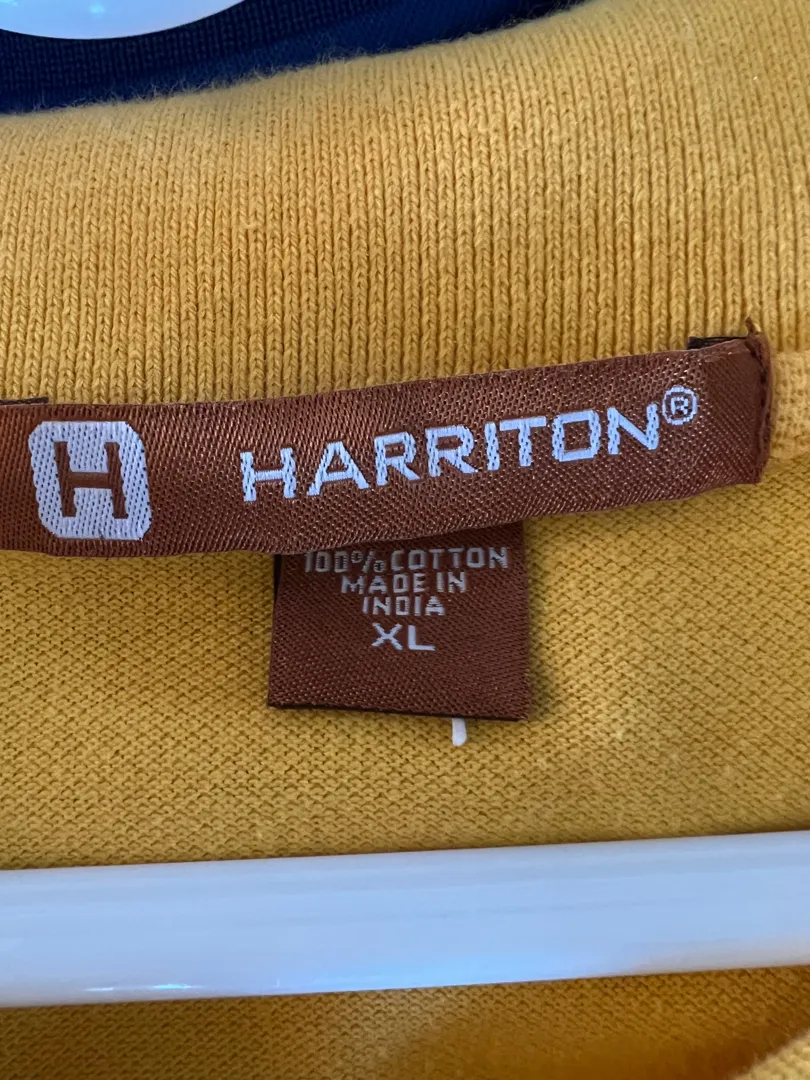 H HARRITON®
100% COTTON
MADE IN
INDIA
XL